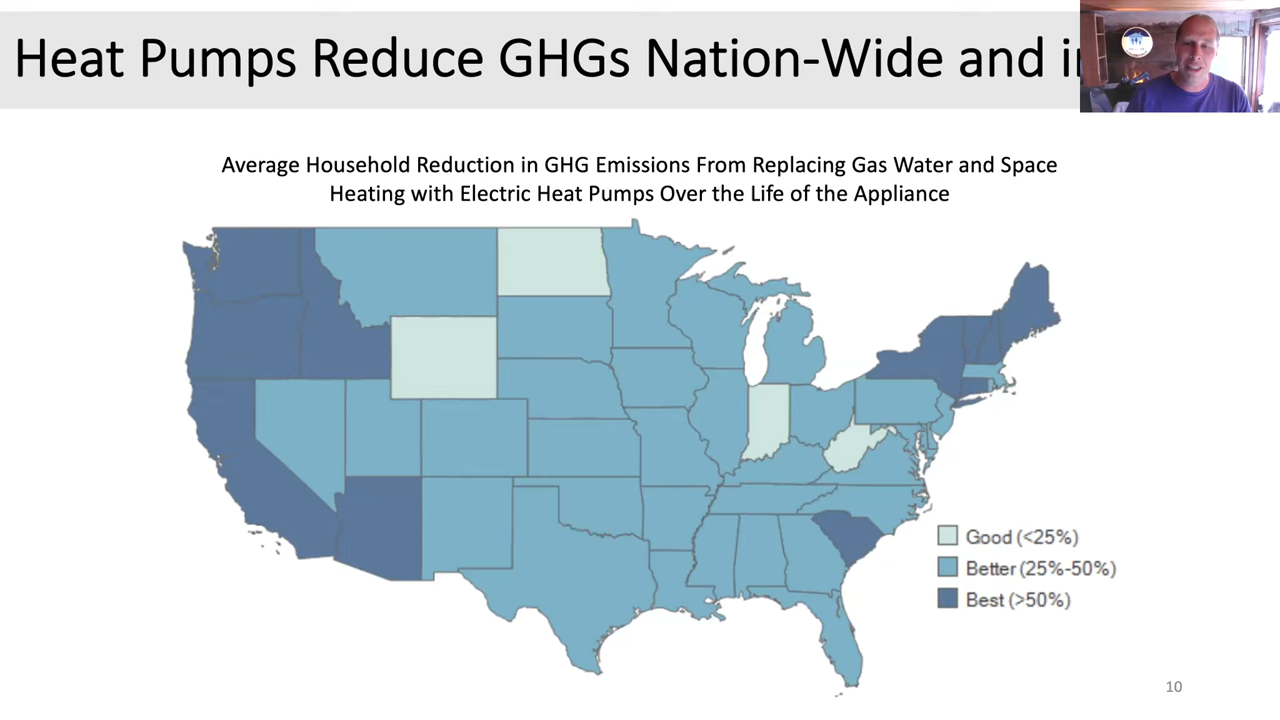 Heat Pumps Reduce GHGs Nation-Wide and
Average Household Reduction in GHG Emissions From Replacing Gas Water and Space
Heating with Electric Heat Pumps Over the Life of the Appliance
Good (<25%)
Better (25%-50%)
Best (>50%)
10